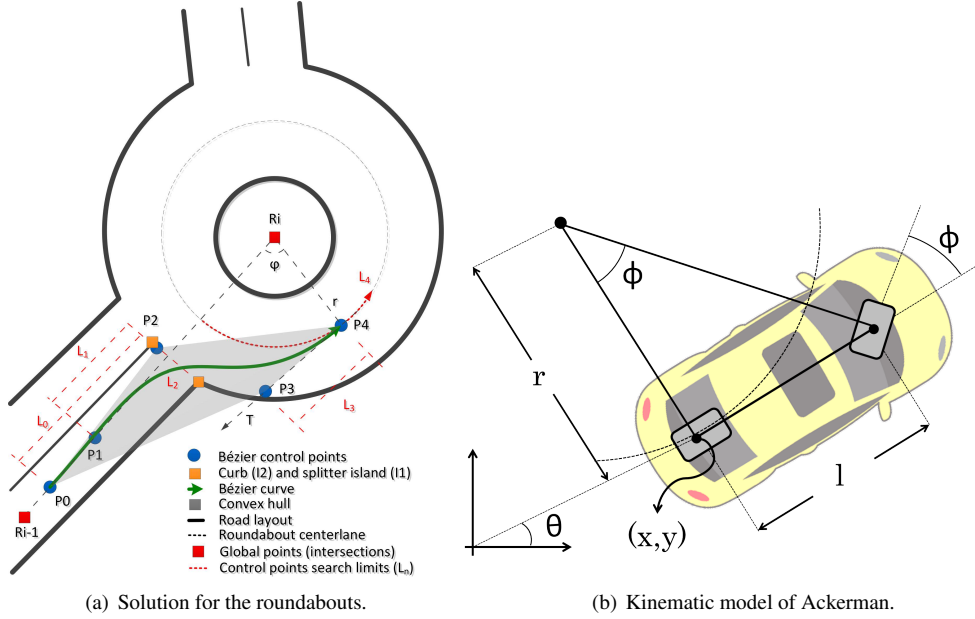 Ri
φ
L4
r
P4
P2
L1
L2
L0
P3
L3
T
P1
P0
Ri-1
Bézier control points
Curb (I2) and splitter island (I1)
Bézier curve
Convex hull
Road layout
Roundabout centerlane
Global points (intersections)
Control points search limits (Ln)
(a) Solution for the roundabouts.
ϕ
ϕ
r
l
θ
(x,y)
(b) Kinematic model of Ackerman.